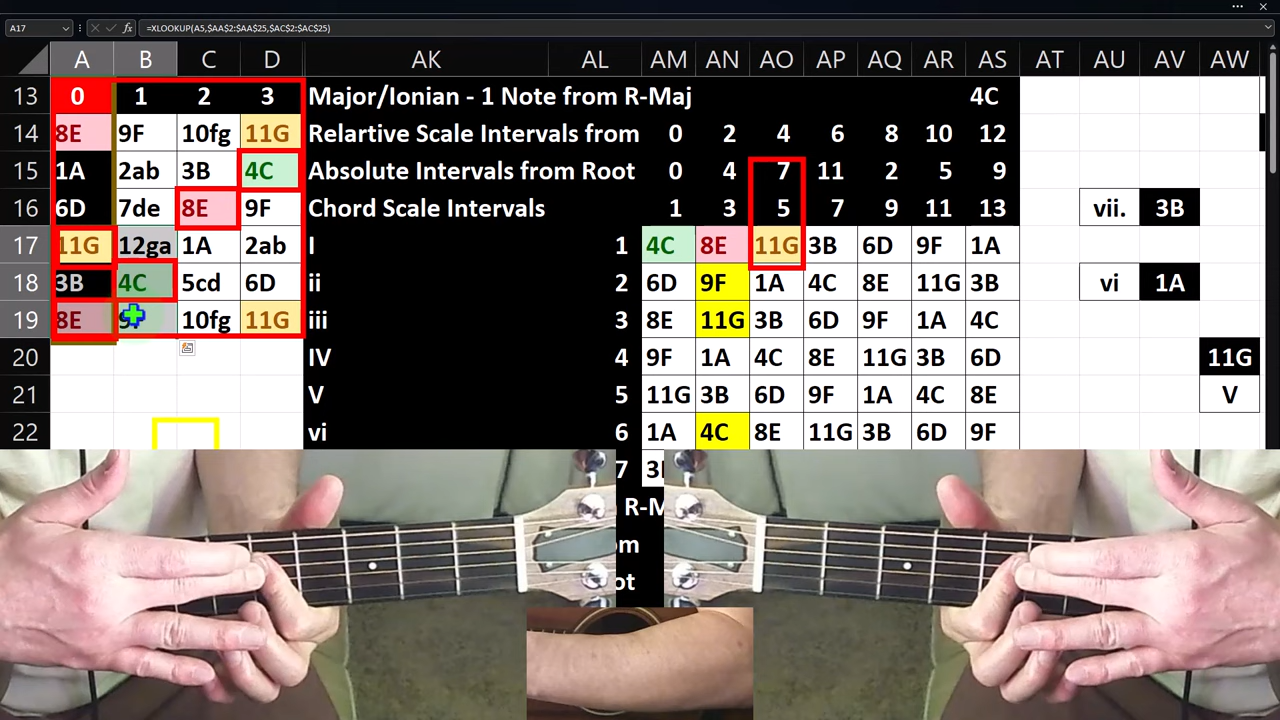 A17 fx =XLOOKUP(A5,$AA$2:$AA$25,$AC$2:$AC$25)
A B C D AK AL AM AN AO AP AQ AR AS AT AU AV AW
13 0 1 2 3 Major/Ionian - 1 Note from R-Maj 4C
14 8E 9F 10fg 11G Relartive Scale Intervals from 0 2 4 6 8 10 12
15 1A 2ab 3B 4C Absolute Intervals from Root 0 4 7 11 2 5 9
16 6D 7de 8E 9F Chord Scale Intervals 1 3 5 7 9 11 13 vii. 3B
17 11G 12ga 1A 2ab I 1 4C 8E 11G 3B 6D 9F 1A
18 3B 4C 5cd 6D ii 2 6D 9F 1A 4C 8E 11G 3B vi 1A
19 8E 10fg 11G iii 3 8E 11G 3B 6D 9F 1A 4C
20 IV 4 9F 1A 4C 8E 11G 3B 6D 11G
21 V 5 11G 3B 6D 9F 1A 4C 8E V
22 vi 6 1A 4C 8E 11G 3B 6D 9F
7
R-M
om
ot